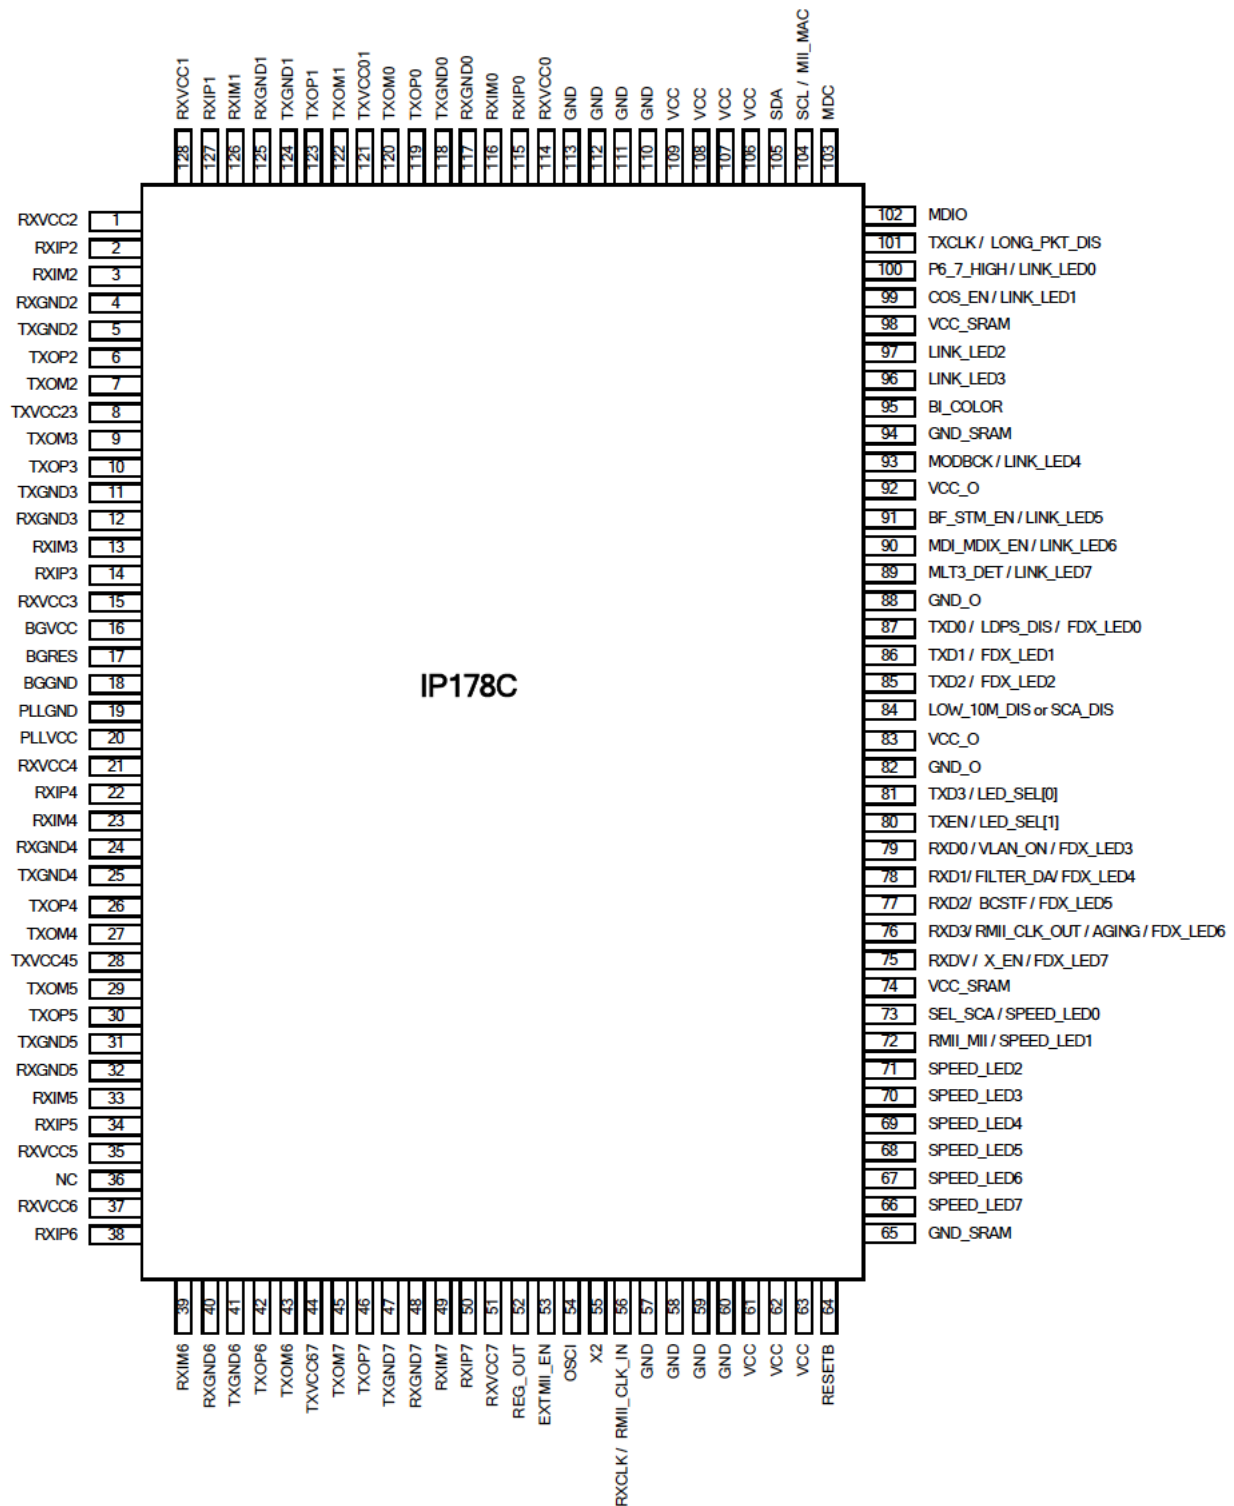 RXVCC1
RXIP1
RXIM1
RXGND1
TXGND1
TXOP1
TXOM1
TXVCC01
TXOM0
TXOP0
TXGND0
RXGND0
RXIM0
RXIP0
RXVCC0
GND
GND
GND
GND
VCC
VCC
VCC
VCC
SDA
SCL / MII_MAC
MDC
128
127
126
125
124
123
122
121
120
119
118
117
116
115
114
113
112
111
110
109
108
107
106
105
104
103
RXVCC2 1
RXIP2 2
RXIM2 3
RXGND2 4
TXGND2 5
TXOP2 6
TXOM2 7
TXVCC23 8
TXOM3 9
TXOP3 10
TXGND3 11
RXGND3 12
RXIM3 13
RXIP3 14
RXVCC3 15
BGVCC 16
BGRES 17
BGGND 18
PLLGND 19
PLLVCC 20
RXVCC4 21
RXIP4 22
RXIM4 23
RXGND4 24
TXGND4 25
TXOP4 26
TXOM4 27
TXVCC45 28
TXOM5 29
TXOP5 30
TXGND5 31
RXGND5 32
RXIM5 33
RXIP5 34
RXVCC5 35
NC 36
RXVCC6 37
RXIP6 38
IP178C
102 MDIO
101 TXCLK / LONG_PKT_DIS
100 P6_7_HIGH / LINK_LED0
99 COS_EN / LINK_LED1
98 VCC_SRAM
97 LINK_LED2
96 LINK_LED3
95 BI_COLOR
94 GND_SRAM
93 MODBCK / LINK_LED4
92 VCC_O
91 BF_STM_EN / LINK_LED5
90 MDI_MDIX_EN / LINK_LED6
89 MLT3_DET / LINK_LED7
88 GND_O
87 TXD0 / LDPS_DIS / FDX_LED0
86 TXD1 / FDX_LED1
85 TXD2 / FDX_LED2
84 LOW_10M_DIS or SCA_DIS
83 VCC_O
82 GND_O
81 TXD3 / LED_SEL[0]
80 TXEN / LED_SEL[1]
79 RXD0 / VLAN_ON / FDX_LED3
78 RXD1/ FILTER_DA/ FDX_LED4
77 RXD2/ BCSTF / FDX_LED5
76 RXD3/ RMII_CLK_OUT / AGING / FDX_LED6
75 RXDV / X_EN / FDX_LED7
74 VCC_SRAM
73 SEL_SCA / SPEED_LED0
72 RMII_MII / SPEED_LED1
71 SPEED_LED2
70 SPEED_LED3
69 SPEED_LED4
68 SPEED_LED5
67 SPEED_LED6
66 SPEED_LED7
65 GND_SRAM
39
40
41
42
43
44
45
46
47
48
49
50
51
52
53
54
55
56
57
58
59
60
61
62
63
64
RXIM6
RXGND6
TXGND6
TXOP6
TXOM6
TXVCC67
TXOM7
TXOP7
TXGND7
RXGND7
RXIM7
RXIP7
RXVCC7
REG_OUT
EXTMII_EN
OSCI
X2
RXCLK / RMII_CLK_IN
GND
GND
GND
GND
VCC
VCC
VCC
RESETB